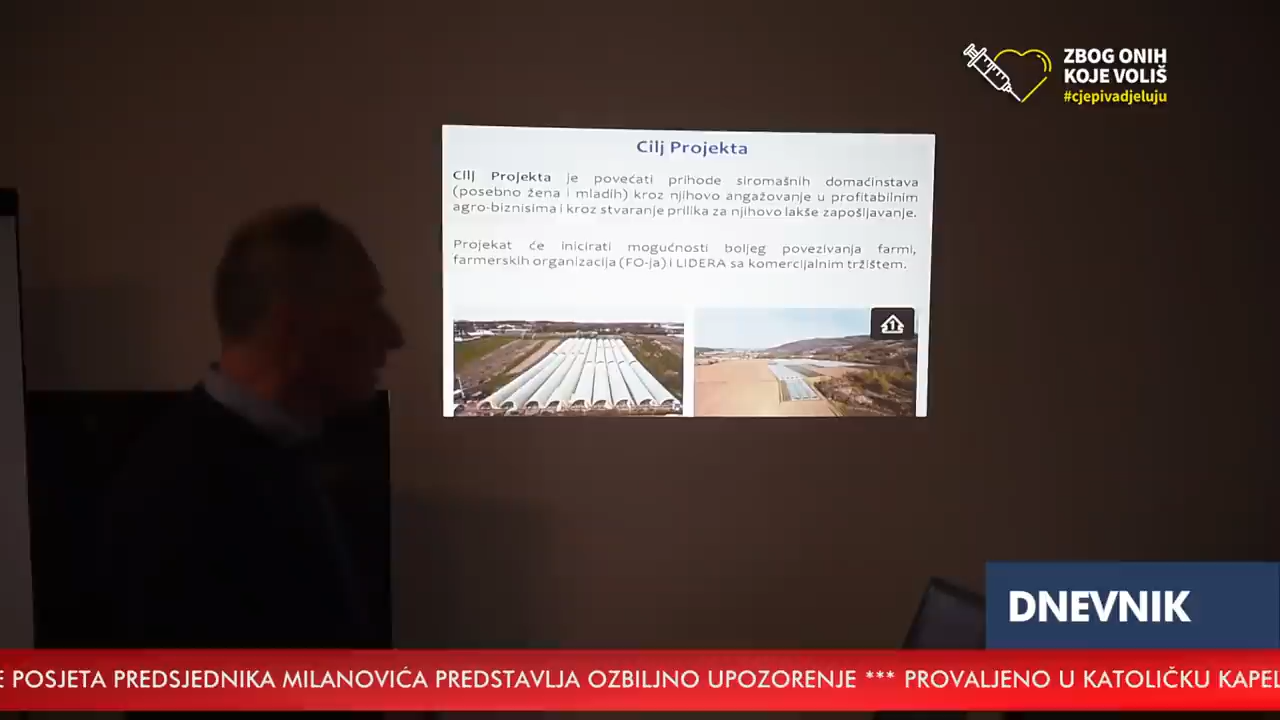 ZBOG ONIH
KOJE VOLIŠ
#cjepivadjeluju
Cilj Projekta
Cilj Projekta je povećati prihode siromašnih domaćinstava
(posebno žena i mladih) kroz njihovo angažovanje u profitabilnim
agro-biznisima i kroz stvaranje prilika za njihovo lakše zapošljavanje.
Projekat će inicirati mogućnosti boljeg povezivanja farmi,
farmerskih organizacija (FO-ja) i LIDERA sa komercijalnim tržištem.
1
DNEVNIK
E POSJETA PREDSJEDNIKA MILANOVIĆA PREDSTAVLJA OZBILJNO UPOZORENJE *** PROVALJENO U KATOLIČKU KAPEL